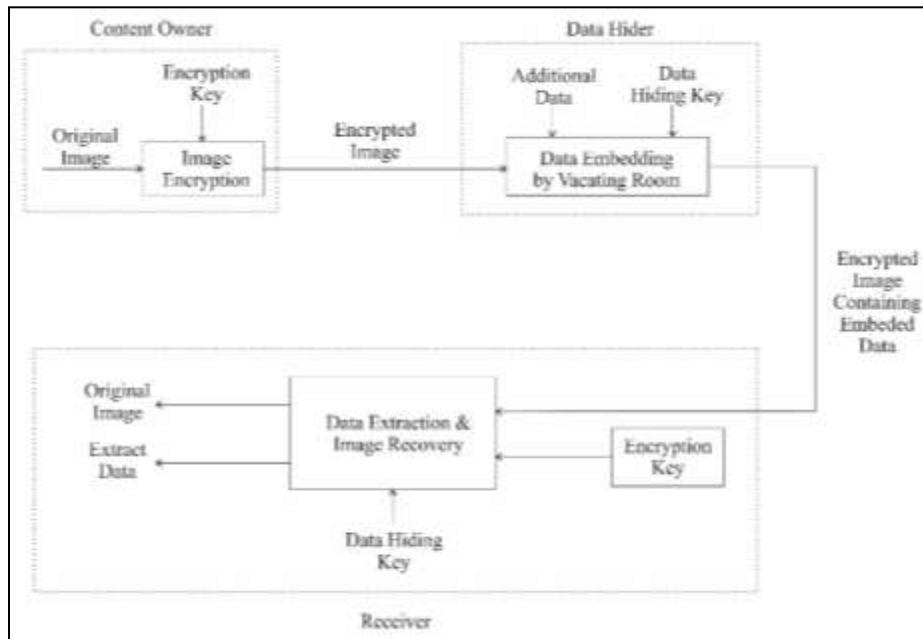 Content Owner
Data Hider
Encryption
Key
Original
Image
Image
Encryption
Encrypted
Image
Additional
Data
Data
Hiding Key
Data Embedding
by Vacating Room
Encrypted
Image
Containing
Embeded
Data
Original
Image
Extract
Data
Data Extraction &
Image Recovery
Encryption
Key
Data Hiding
Key
Receiver